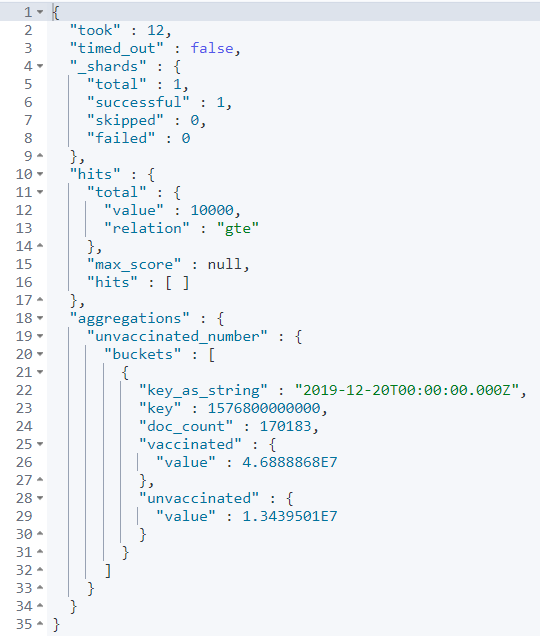 1 {
2 "took" : 12,
3 "timed_out" : false,
4 "_shards" : {
5 "total" : 1,
6 "successful" : 1,
7 "skipped" : 0,
8 "failed" : 0
9 },
10 "hits" : {
11 "total" : {
12 "value" : 10000,
13 "relation" : "gte"
14 },
15 "max_score" : null,
16 "hits" : [ ]
17 },
18 "aggregations" : {
19 "unvaccinated_number" : {
20 "buckets" : [
21 {
22 "key_as_string" : "2019-12-20T00:00:00.000Z",
23 "key" : 1576800000000,
24 "doc_count" : 170183,
25 "vaccinated" : {
26 "value" : 4.6888868E7
27 },
28 "unvaccinated" : {
29 "value" : 1.3439501E7
30 }
31 }
32 ]
33 }
34 }
35 }